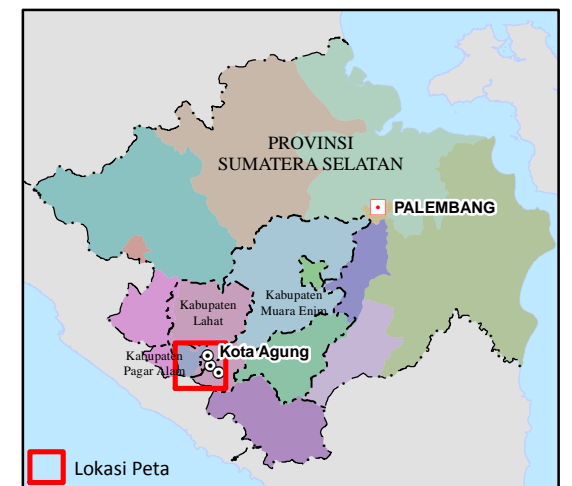 PROVINSI
SUMATERA SELATAN
PALEMBANG
Kabupaten
Lahat
Kabupaten
Muara Enim
Kota Agung
Kabupaten
Pagar Alam
Lokasi Peta